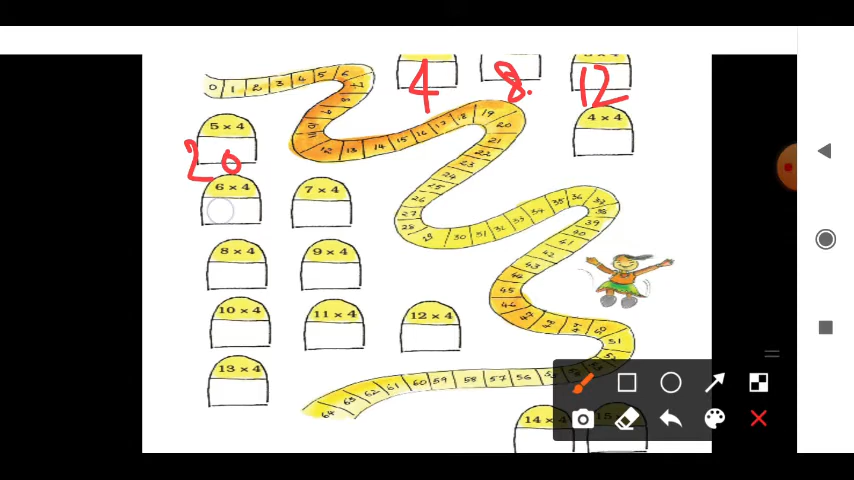 4 8. 12
0 1 2 3 4 5 6
5 x 4
4 x 4
20
12 13 14 15 16 17 18 19 20
21
22
23
24
25
26
27
28
6 x 4 7 x 4
30 31 32 33 34 35 36 37
38
39
40
41
42
43
44
45
46
47
8 x 4 9 x 4
10 x 4 11 x 4 12 x 4
50
51
13 x 4
64 63 62 61 60 59 58 57 56
14 x 4 15